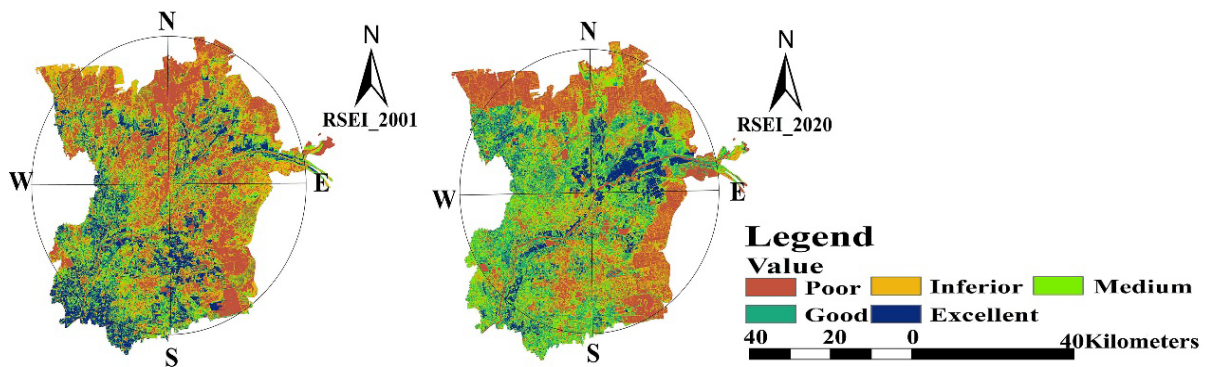 N
N
RSEI_2001
W
E
S
N
N
RSEI_2020
W
E
S
Legend
Value
Poor
Inferior
Medium
Good
Excellent
40 20 0 40Kilometers